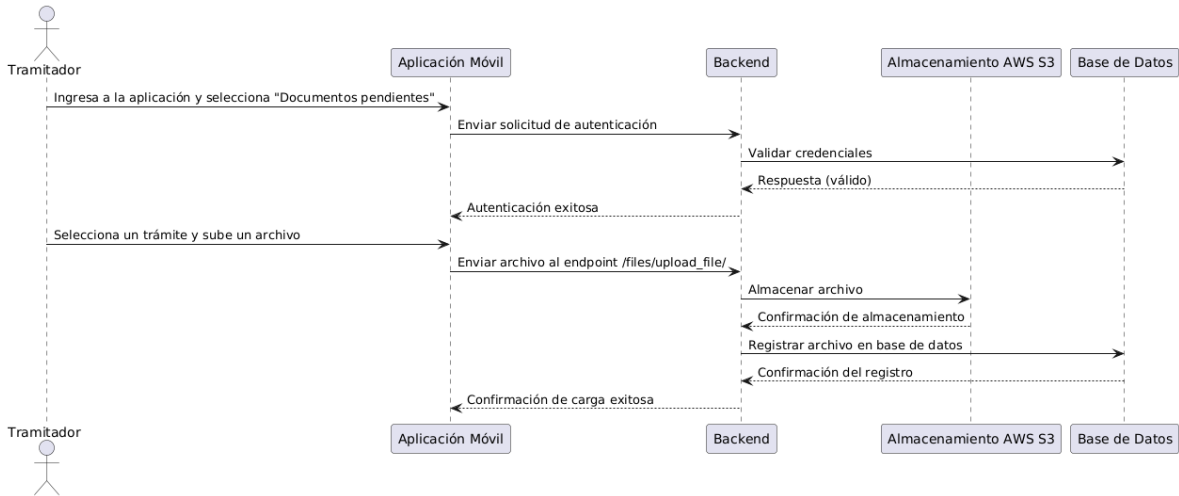 Tramitador
Aplicación Móvil
Backend
Almacenamiento AWS S3
Base de Datos
Ingresa a la aplicación y selecciona "Documentos pendientes"
Enviar solicitud de autenticación
Validar credenciales
Respuesta (válido)
Autenticación exitosa
Selecciona un trámite y sube un archivo
Enviar archivo al endpoint /files/upload_file/
Almacenar archivo
Confirmación de almacenamiento
Registrar archivo en base de datos
Confirmación del registro
Confirmación de carga exitosa
Tramitador
Aplicación Móvil
Backend
Almacenamiento AWS S3
Base de Datos